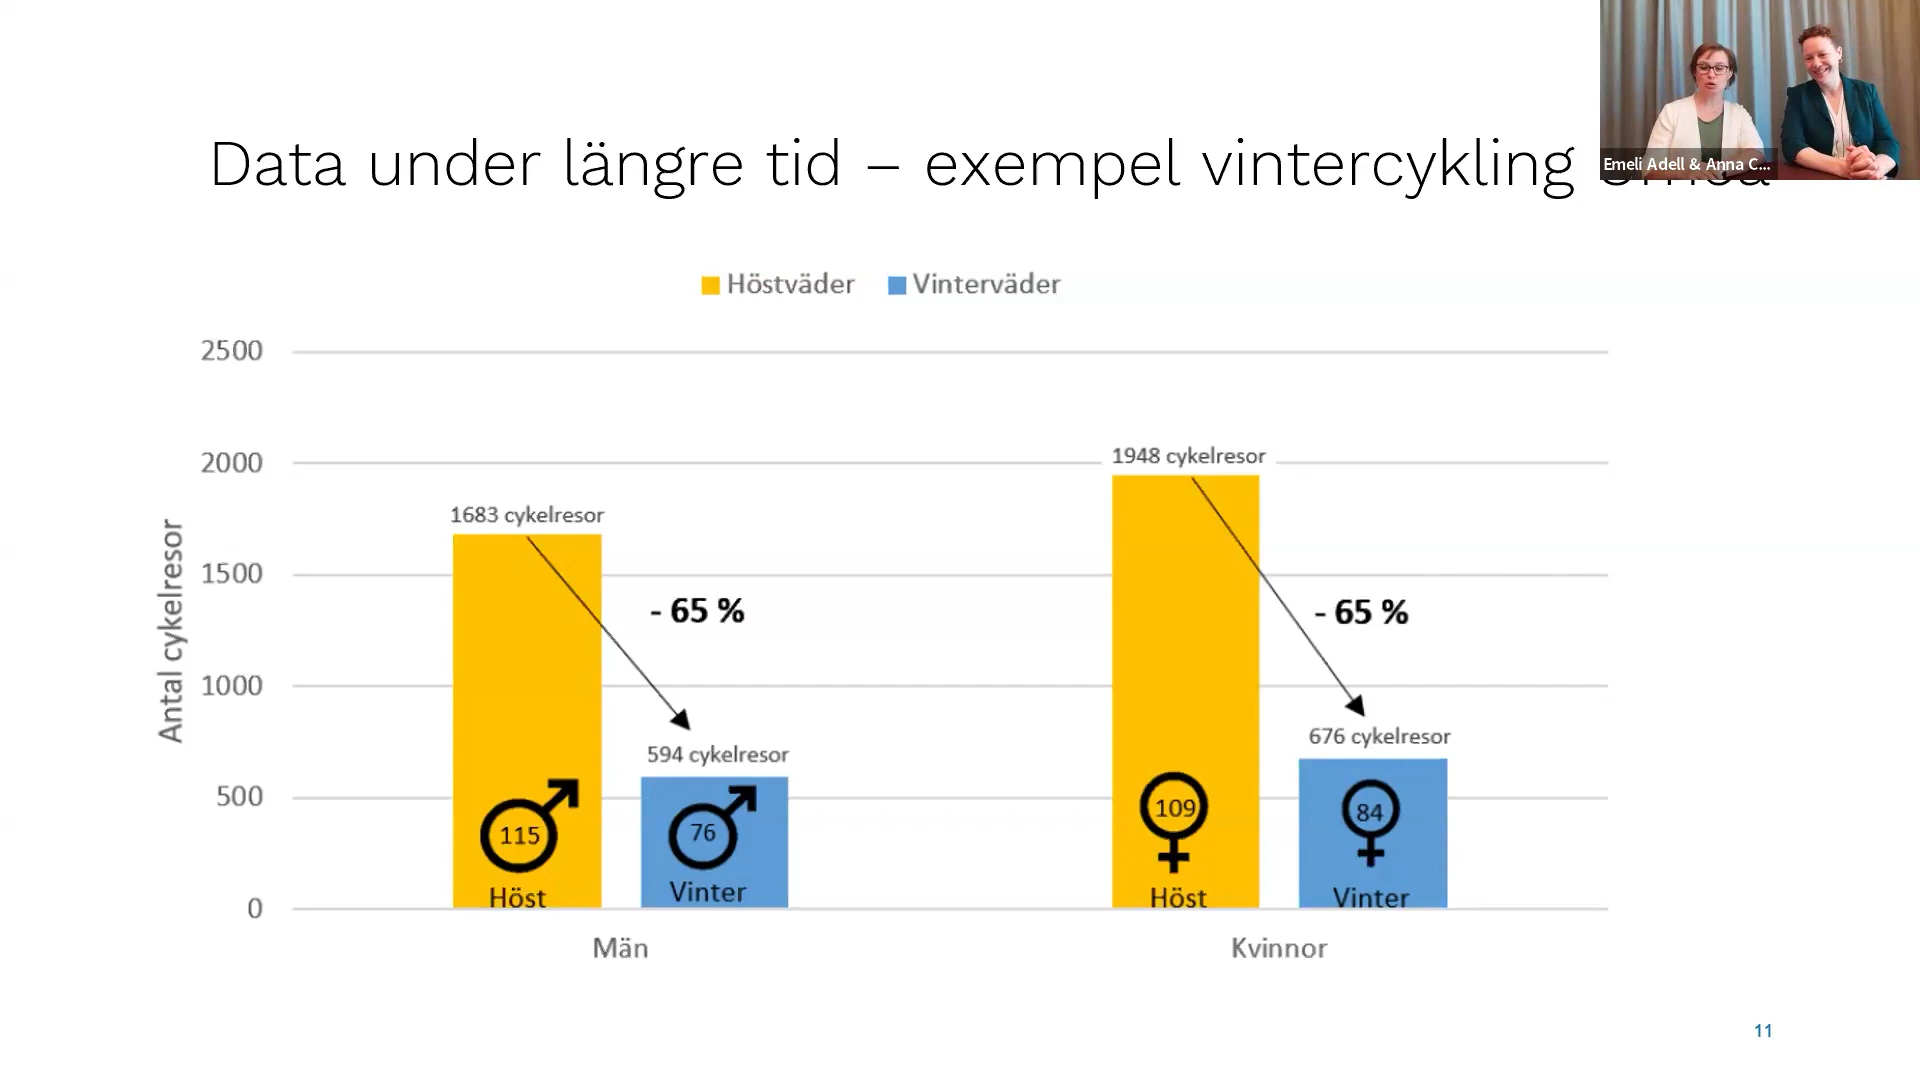 Data under längre tid – exempel vintercykling
Emeli Adell & Anna C...
Höstväder
Vinterväder
2500
2000
1500
1000
500
0
Antal cykelresor
1683 cykelresor
- 65 %
594 cykelresor
115
Höst
76
Vinter
1948 cykelresor
- 65 %
676 cykelresor
109
Höst
84
Vinter
Män
Kvinnor
11